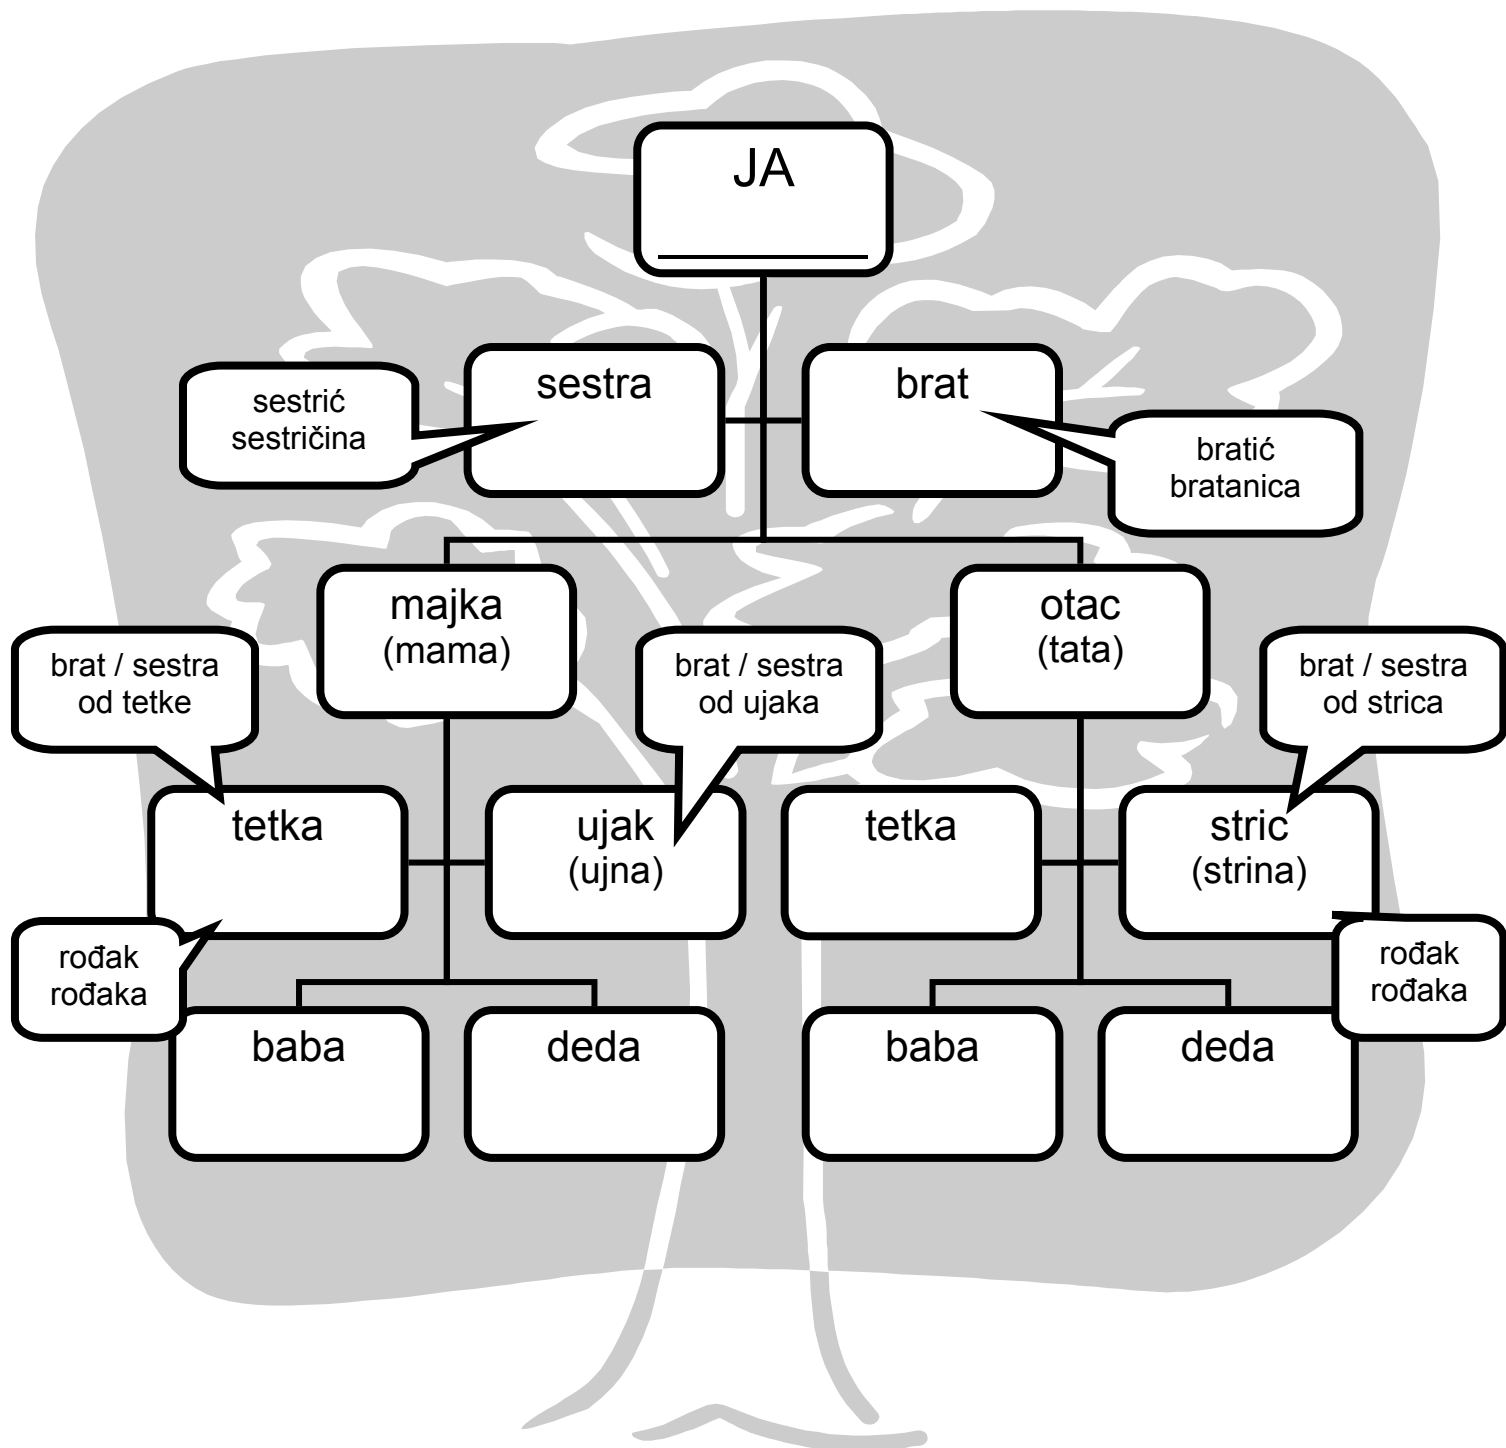 JA
sestra
brat
sestrić
sestričina
bratić
bratanica
majka
(mama)
otac
(tata)
brat / sestra
od tetke
brat / sestra
od ujaka
brat / sestra
od strica
tetka
ujak
(ujna)
tetka
stric
(strina)
rođak
rođaka
rođak
rođaka
baba
deda
baba
deda